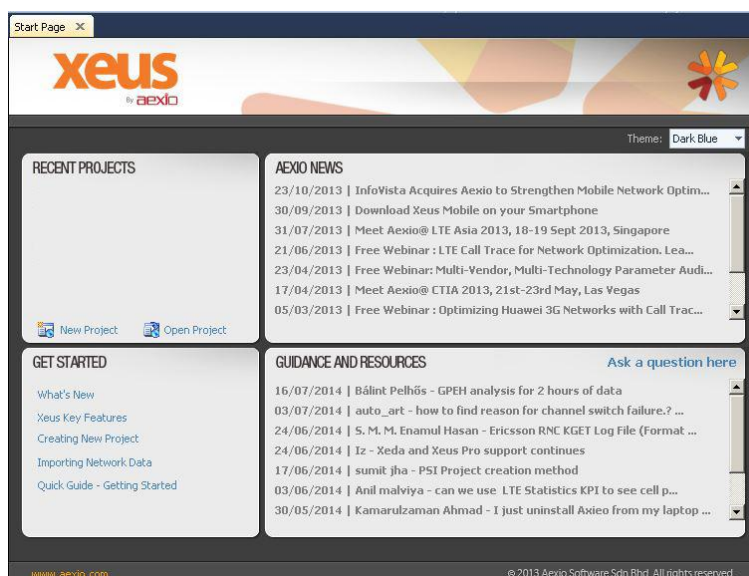 Start Page
xeus
By aexio
Theme: Dark Blue
RECENT PROJECTS
New Project Open Project
AEXIO NEWS
23/10/2013 | InfoVista Acquires Aexio to Strengthen Mobile Network Optim...
30/09/2013 | Download Xeus Mobile on your Smartphone
31/07/2013 | Meet Aexio@ LTE Asia 2013, 18-19 Sept 2013, Singapore
21/06/2013 | Free Webinar : LTE Call Trace for Network Optimization. Lea...
23/04/2013 | Free Webinar: Multi-Vendor, Multi-Technology Parameter Audi...
17/04/2013 | Meet Aexio@ CTIA 2013, 21st-23rd May, Las Vegas
05/03/2013 | Free Webinar : Optimizing Huawei 3G Networks with Call Trac...
GET STARTED
What's New
Xeus Key Features
Creating New Project
Importing Network Data
Quick Guide - Getting Started
GUIDANCE AND RESOURCES Ask a question here
16/07/2014 | Bálint Pelhős - GPEH analysis for 2 hours of data
03/07/2014 | auto_art - how to find reason for channel switch failure.? ...
24/06/2014 | S. M. M. Enamul Hasan - Ericsson RNC KGET Log File (Format ...
24/06/2014 | Iz - Xeda and Xeus Pro support continues
17/06/2014 | sumit jha - PSI Project creation method
03/06/2014 | Anil malviya - can we use LTE Statistics KPI to see cell p...
30/05/2014 | Kamarulzaman Ahmad - I just uninstall Axieo from my laptop ...
www.aexio.com
© 2013 Aexio Software Sdn Bhd. All rights reserved